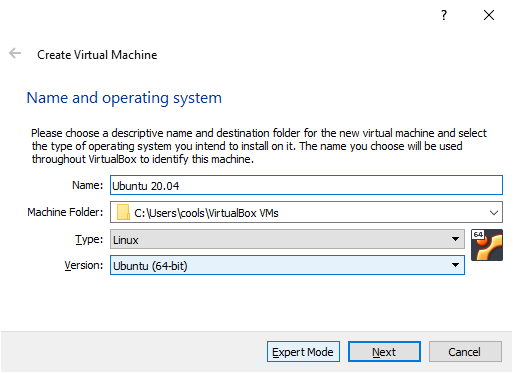 ?
Create Virtual Machine
Name and operating system
Please choose a descriptive name and destination folder for the new virtual machine and select
the type of operating system you intend to install on it. The name you choose will be used
throughout VirtualBox to identify this machine.
Name: Ubuntu 20.04
Machine Folder: C:\Users\cools\VirtualBox VMs
Type: Linux
64
Version: Ubuntu (64-bit)
Expert Mode Next Cancel